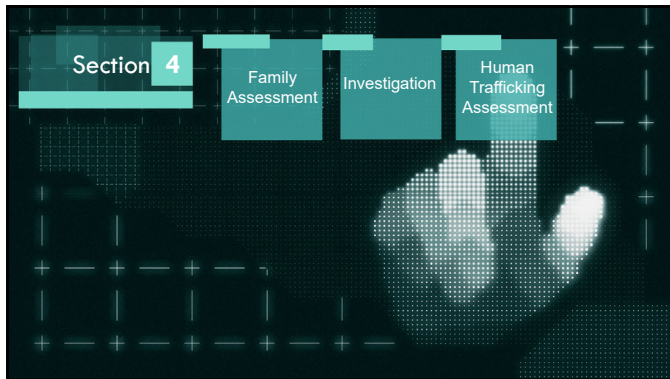 Section 4
Family
Assessment
Investigation
Human
Trafficking
Assessment